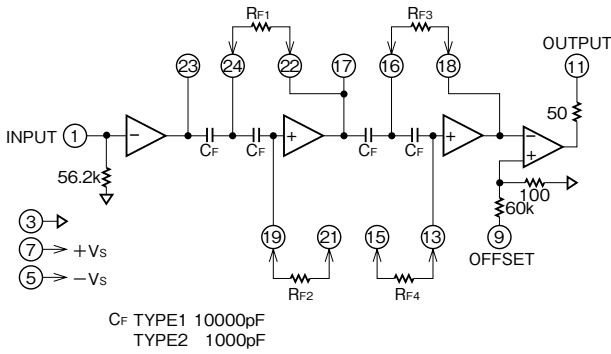 RF1
RF3
23
24
22
17
16
18
OUTPUT
11
50
INPUT 1
−
+
+
−
+
CF
CF
CF
CF
56.2k
100
60k
3
7 +VS
5 −VS
19
21
15
13
9
OFFSET
RF2
RF4
CF TYPE1 10000pF
TYPE2 1000pF